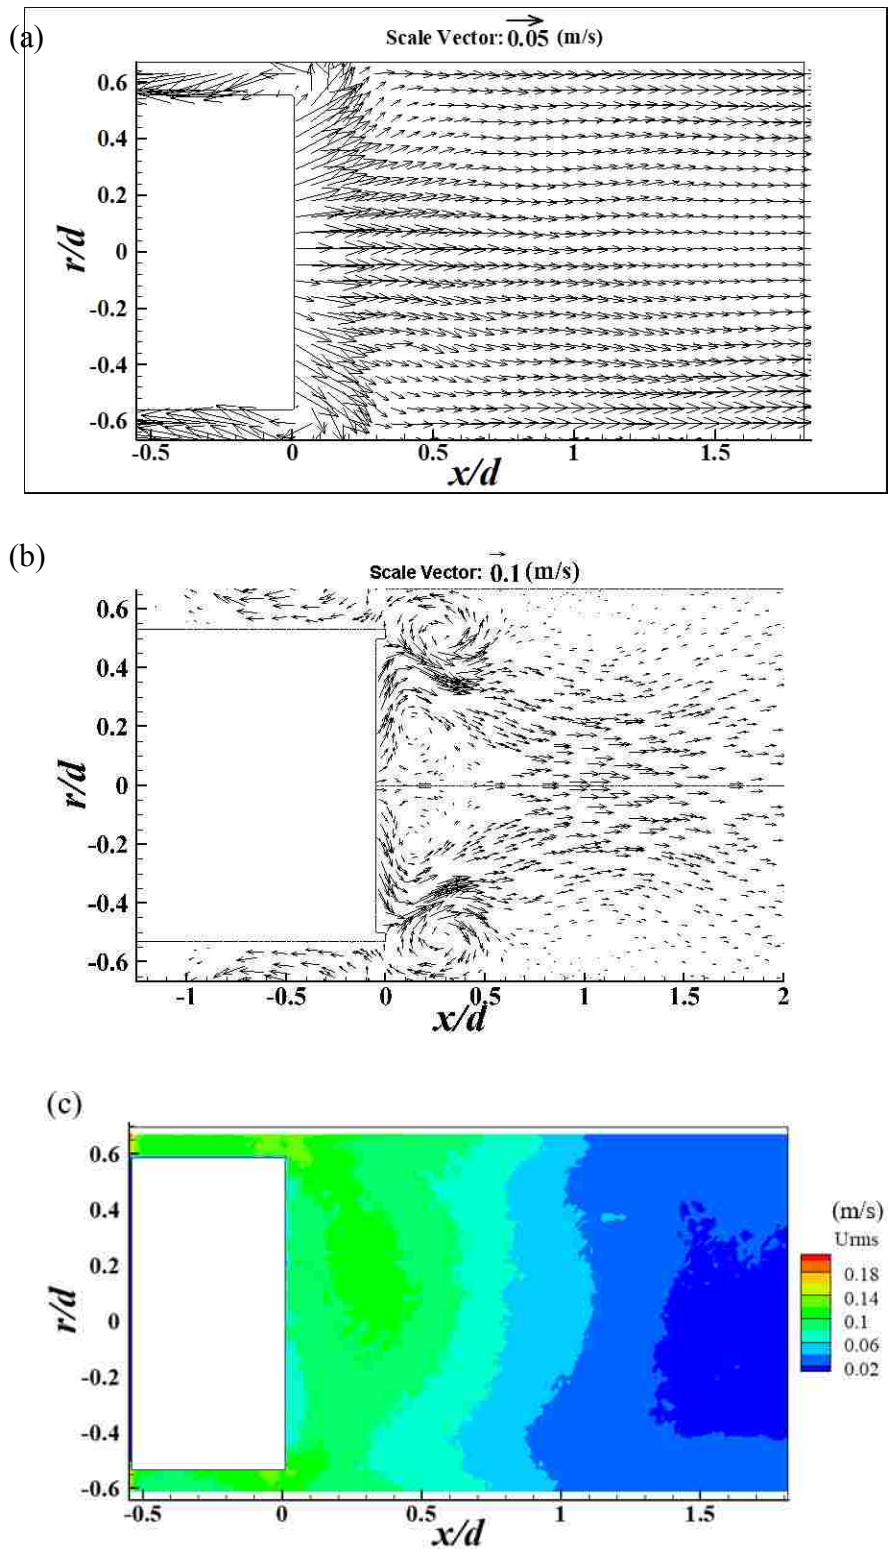 (a)
Scale Vector: 0.05 (m/s)
0.6
0.4
0.2
0
-0.2
-0.4
-0.6
r/d
-0.5 0 0.5 1 1.5
x/d
(b)
Scale Vector: 0.1 (m/s)
0.6
0.4
0.2
0
-0.2
-0.4
-0.6
r/d
-1 -0.5 0 0.5 1 1.5 2
x/d
(c)
0.6
0.4
0.2
0
-0.2
-0.4
-0.6
r/d
-0.5 0 0.5 1 1.5
x/d
(m/s)
Urms
0.18
0.14
0.1
0.06
0.02